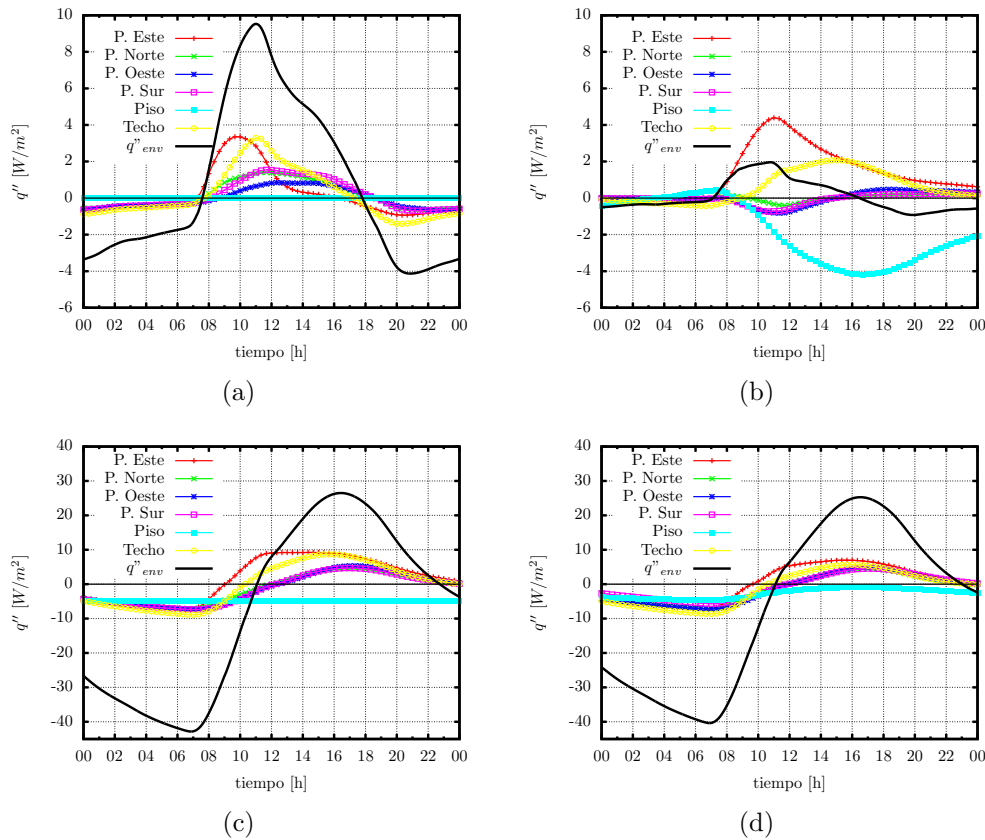 10
8
6
4
2
0
-2
-4
-6
q″ [W/m²]
P. Este
P. Norte
P. Oeste
P. Sur
Piso
Techo
q”env
00 02 04 06 08 10 12 14 16 18 20 22 00
tiempo [h]
(a)
10
8
6
4
2
0
-2
-4
-6
q″ [W/m²]
P. Este
P. Norte
P. Oeste
P. Sur
Piso
Techo
q”env
00 02 04 06 08 10 12 14 16 18 20 22 00
tiempo [h]
(b)
40
30
20
10
0
-10
-20
-30
-40
q″ [W/m²]
P. Este
P. Norte
P. Oeste
P. Sur
Piso
Techo
q”env
00 02 04 06 08 10 12 14 16 18 20 22 00
tiempo [h]
(c)
40
30
20
10
0
-10
-20
-30
-40
q″ [W/m²]
P. Este
P. Norte
P. Oeste
P. Sur
Piso
Techo
q”env
00 02 04 06 08 10 12 14 16 18 20 22 00
tiempo [h]
(d)